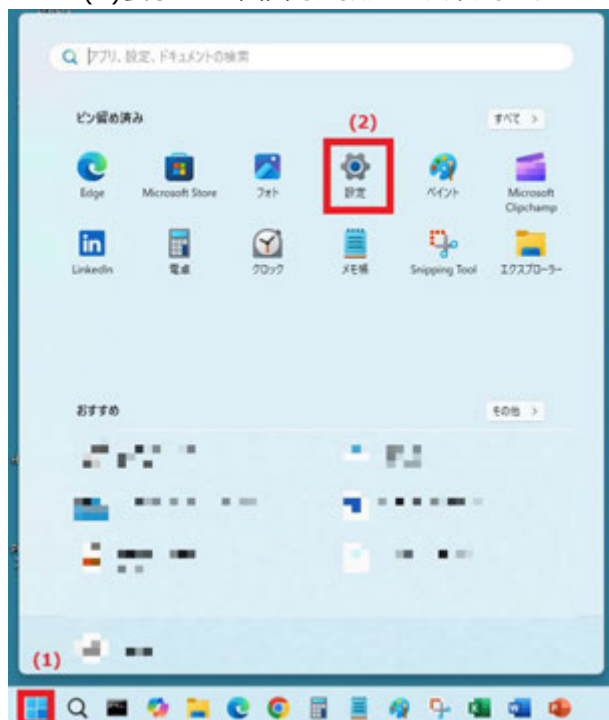 アプリ、設定、ドキュメントの検索
ピン留め済み
(2)
すべて >
Edge
Microsoft Store
フォト
設定
ペイント
Microsoft Clipchamp
LinkedIn
電卓
クロック
メモ帳
Snipping Tool
エクスプローラー
おすすめ
その他 >
(1)